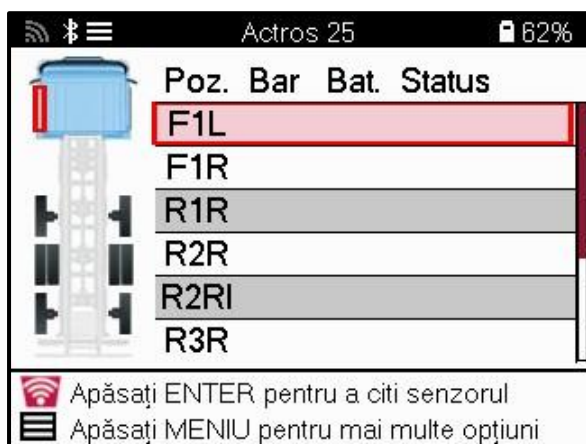 Actros 25 62%
Poz. Bar Bat. Status
F1L
F1R
R1R
R2R
R2RI
R3R
Apăsați ENTER pentru a citi senzorul
Apăsați MENIU pentru mai multe opțiuni